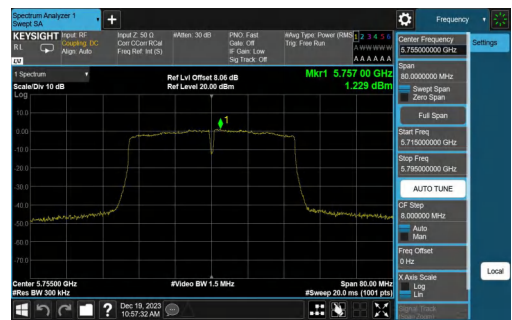 Spectrum Analyzer 1
Swept SA
Frequency
KEYSIGHT
Input: RF
Input Z: 50 Ω
#Atten: 30 dB
PNO: Fast
#Avg Type: Power (RMS
1 2 3 4 5 6
RL
Coupling: DC
Corr CCorr RCal
Gate: Off
Trig: Free Run
A W W W W W
Align: Auto
Freq Ref: Int (S)
IF Gain: Low
A A A A A A
Sig Track: Off
LV
1 Spectrum
Ref Lvl Offset 8.06 dB
Mkr1 5.757 00 GHz
Scale/Div 10 dB
Ref Level 20.00 dBm
1.229 dBm
Log
1
10.0
0.00
-10.0
-20.0
-30.0
-40.0
-50.0
-60.0
-70.0
Center 5.75500 GHz
#Video BW 1.5 MHz
Span 80.00 MHz
#Res BW 300 kHz
#Sweep 20.0 ms (1001 pts)
Center Frequency
Settings
5.755000000 GHz
Span
80.0000000 MHz
Swept Span
Zero Span
Full Span
Start Freq
5.715000000 GHz
Stop Freq
5.795000000 GHz
AUTO TUNE
CF Step
8.000000 MHz
Auto
Man
Freq Offset
0 Hz
X Axis Scale
Log
Lin
Local
Signal Track
Dec 19, 2023
10:57:32 AM